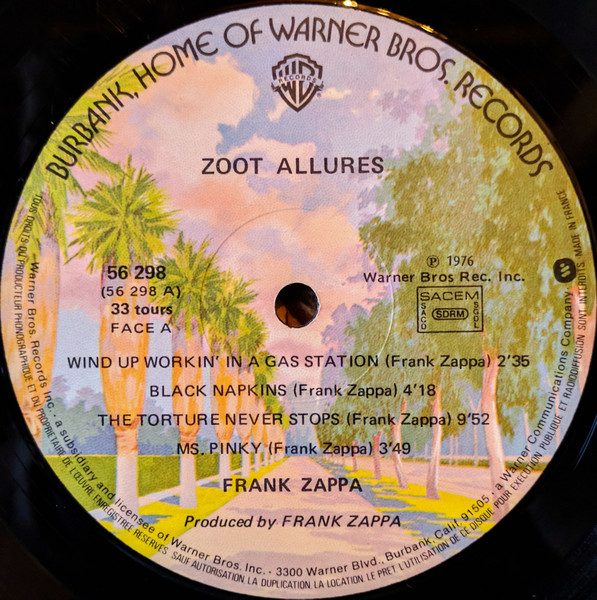 BURBANK, HOME OF WARNER BROS. RECORDS
WB
RECORDS
ZOOT ALLURES
56 298
(56 298 A)
33 tours
FACE A
℗ 1976
Warner Bros Rec. Inc.
SACEM
SACD
SDRM
SGDL
WIND UP WORKIN' IN A GAS STATION (Frank Zappa) 2'35
BLACK NAPKINS (Frank Zappa) 4'18
THE TORTURE NEVER STOPS (Frank Zappa) 9'52
MS. PINKY (Frank Zappa) 3'49
FRANK ZAPPA
Produced by FRANK ZAPPA
Warner Bros. Records Inc., a subsidiary and licensee of Warner Bros. Inc. · 3300 Warner Blvd., Burbank, Calif. 91505 · a Warner Communications Company
TOUS DROITS DU PRODUCTEUR PHONOGRAPHIQUE ET DU PROPRIETAIRE DE L'ŒUVRE ENREGISTREE RESERVES SAUF AUTORISATION LA DUPLICATION LA LOCATION LE PRET L'UTILISATION DE CE DISQUE POUR EXECUTION PUBLIQUE ET RADIODIFFUSION SONT INTERDITS. MADE IN FRANCE